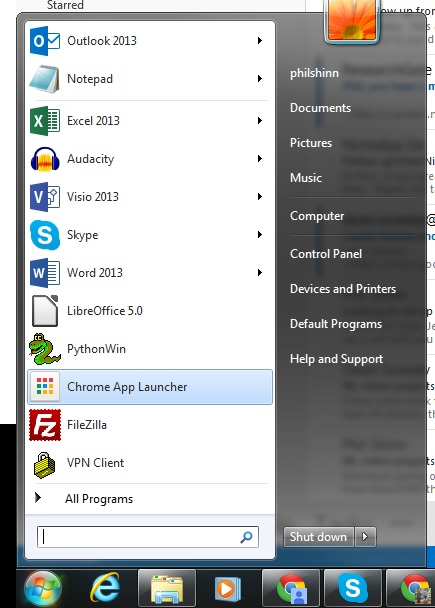 Starred
Outlook 2013
Notepad
Excel 2013
Audacity
Visio 2013
Skype
Word 2013
LibreOffice 5.0
PythonWin
Chrome App Launcher
FileZilla
VPN Client
All Programs
philshinn
Documents
Pictures
Music
Computer
Control Panel
Devices and Printers
Default Programs
Help and Support
Shut down